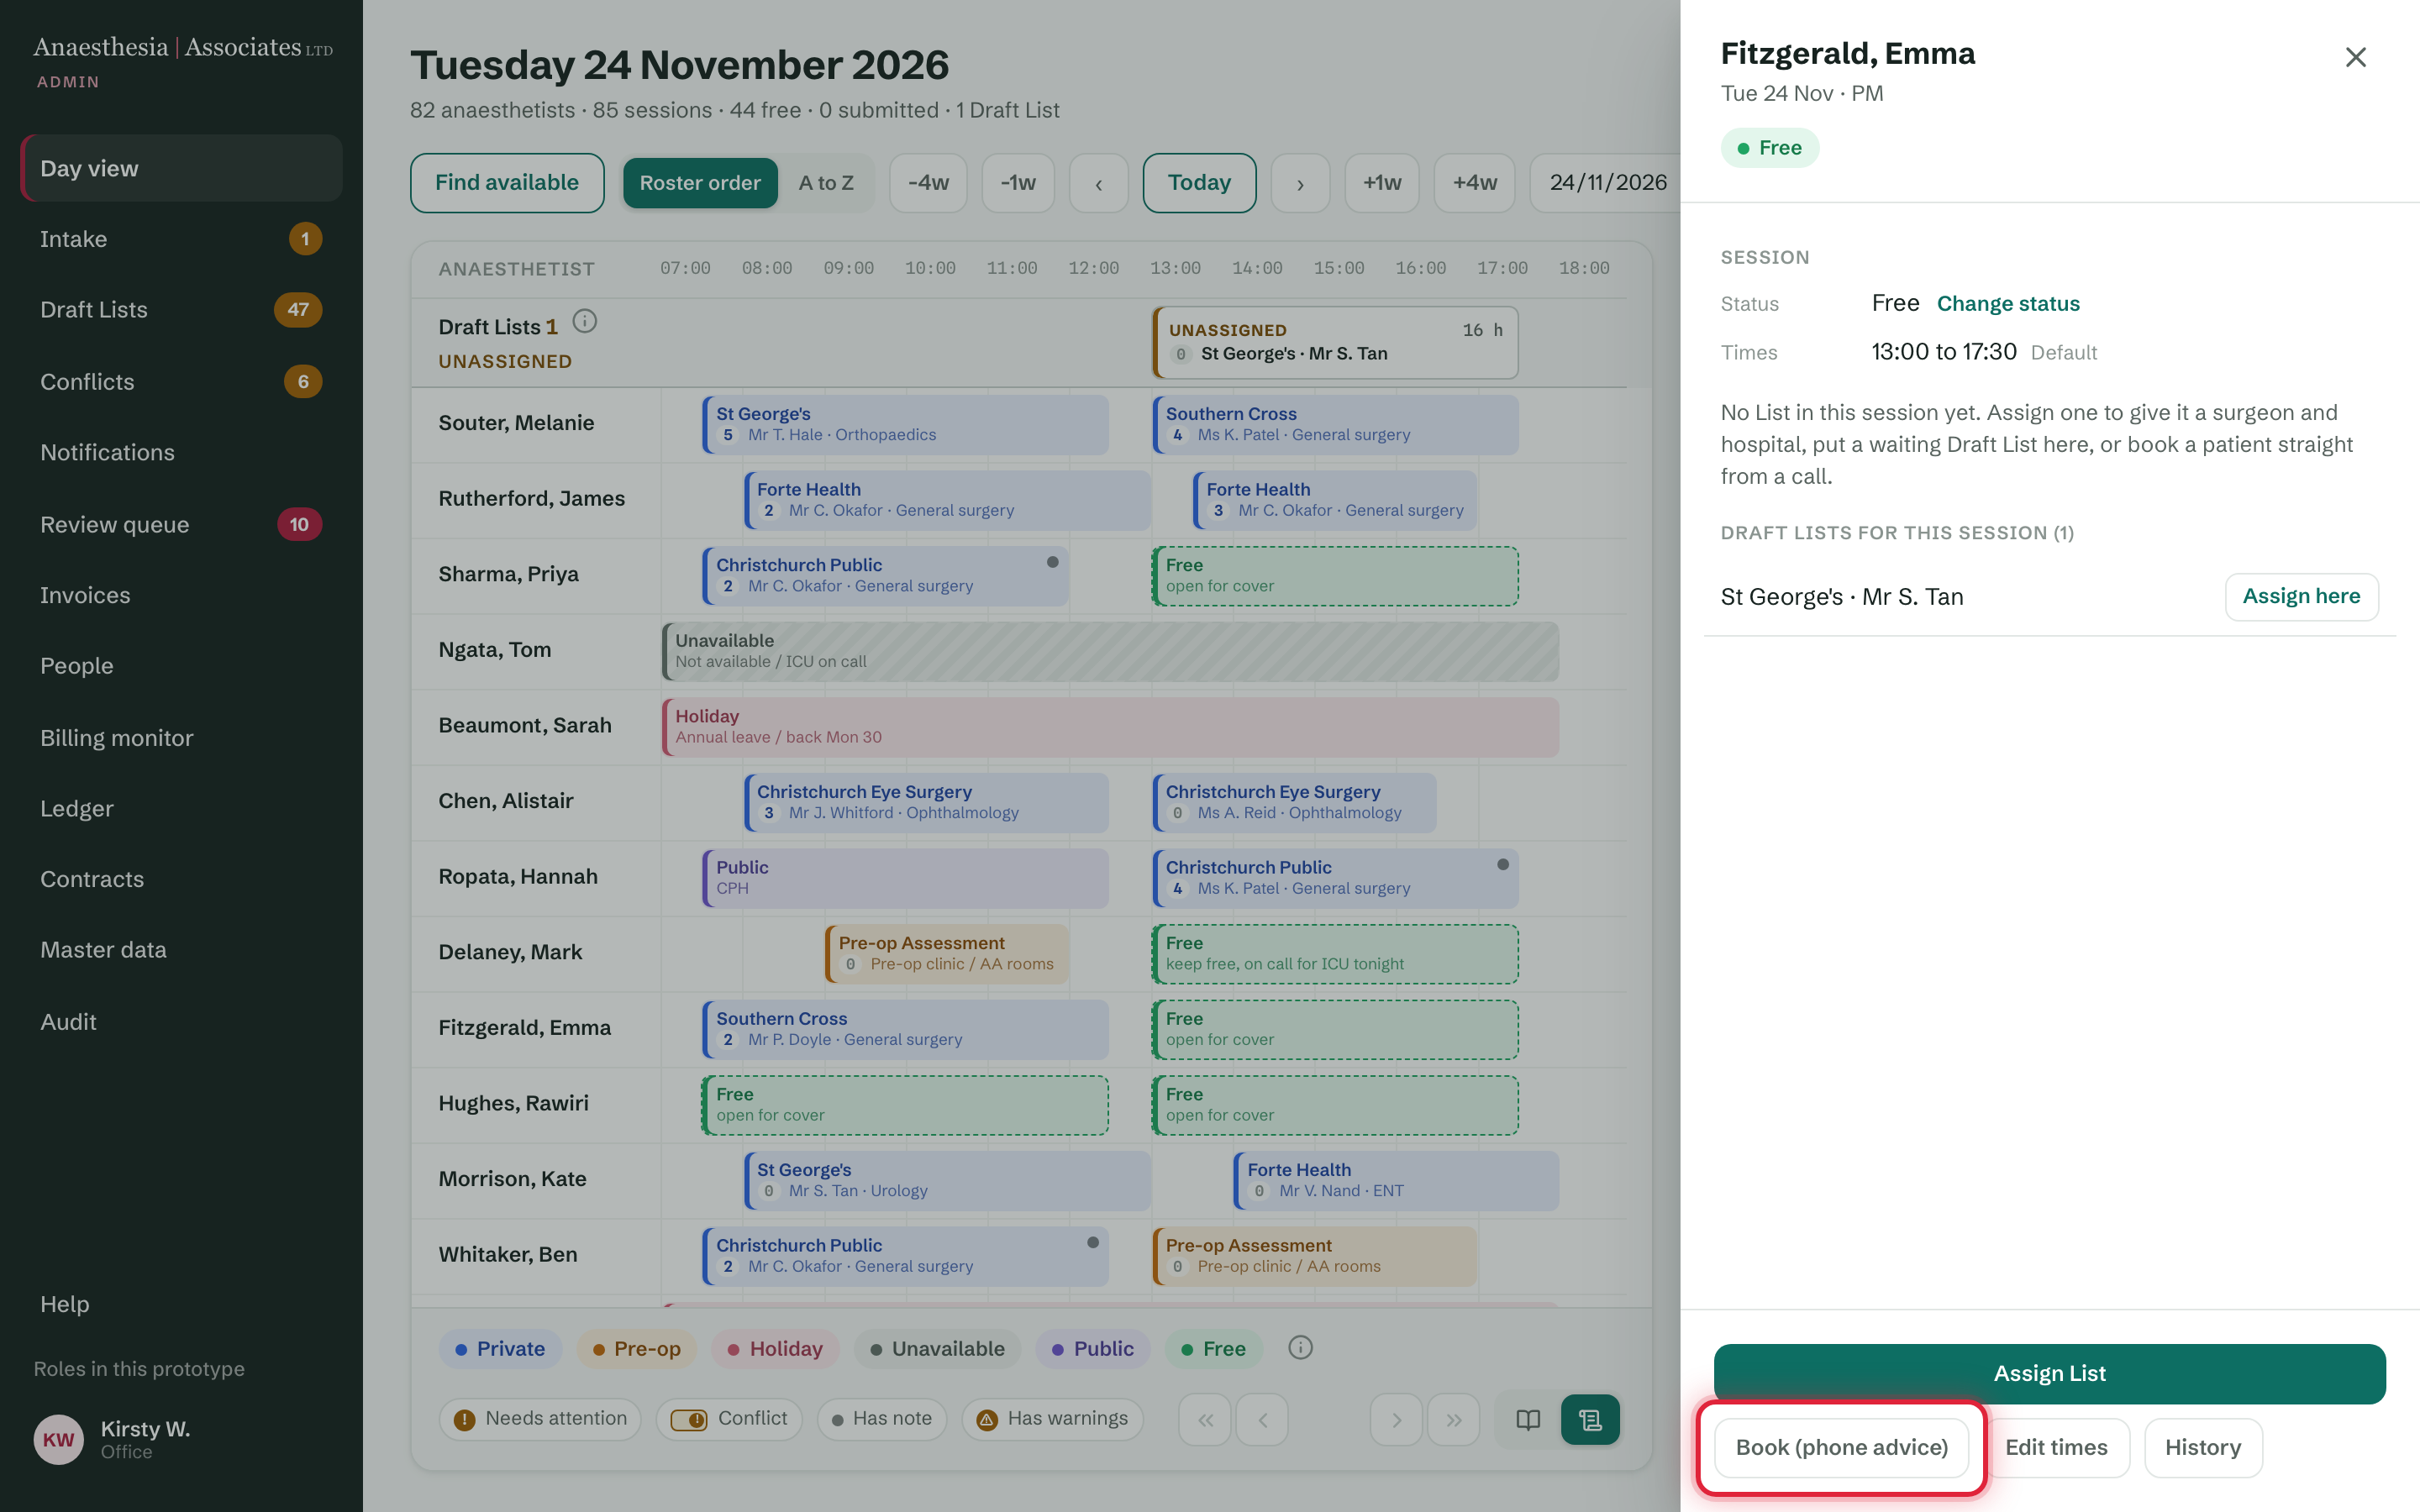 Anaesthesia | Associates LTD
ADMIN
Day view
Intake 1
Draft Lists 47
Conflicts 6
Notifications
Review queue 10
Invoices
People
Billing monitor
Ledger
Contracts
Master data
Audit
Help
Roles in this prototype
KW Kirsty W.
Office
Tuesday 24 November 2026
82 anaesthetists · 85 sessions · 44 free · 0 submitted · 1 Draft List
Find available Roster order A to Z -4w -1w ‹ Today › +1w +4w 24/11/2026
ANAESTHETIST 07:00 08:00 09:00 10:00 11:00 12:00 13:00 14:00 15:00 16:00 17:00 18:00
Draft Lists 1
UNASSIGNED
UNASSIGNED 16 h
0 St George's · Mr S. Tan
Souter, Melanie
St George's
5 Mr T. Hale · Orthopaedics
Southern Cross
4 Ms K. Patel · General surgery
Rutherford, James
Forte Health
2 Mr C. Okafor · General surgery
Forte Health
3 Mr C. Okafor · General surgery
Sharma, Priya
Christchurch Public
2 Mr C. Okafor · General surgery
Free
open for cover
Ngata, Tom
Unavailable
Not available / ICU on call
Beaumont, Sarah
Holiday
Annual leave / back Mon 30
Chen, Alistair
Christchurch Eye Surgery
3 Mr J. Whitford · Ophthalmology
Christchurch Eye Surgery
0 Ms A. Reid · Ophthalmology
Ropata, Hannah
Public
CPH
Christchurch Public
4 Ms K. Patel · General surgery
Delaney, Mark
Pre-op Assessment
0 Pre-op clinic / AA rooms
Free
keep free, on call for ICU tonight
Fitzgerald, Emma
Southern Cross
2 Mr P. Doyle · General surgery
Free
open for cover
Hughes, Rawiri
Free
open for cover
Free
open for cover
Morrison, Kate
St George's
0 Mr S. Tan · Urology
Forte Health
0 Mr V. Nand · ENT
Whitaker, Ben
Christchurch Public
2 Mr C. Okafor · General surgery
Pre-op Assessment
0 Pre-op clinic / AA rooms
Private Pre-op Holiday Unavailable Public Free
Needs attention Conflict Has note Has warnings
Fitzgerald, Emma
Tue 24 Nov · PM
Free
SESSION
Status Free Change status
Times 13:00 to 17:30 Default
No List in this session yet. Assign one to give it a surgeon and
hospital, put a waiting Draft List here, or book a patient straight
from a call.
DRAFT LISTS FOR THIS SESSION (1)
St George's · Mr S. Tan Assign here
Assign List
Book (phone advice) Edit times History